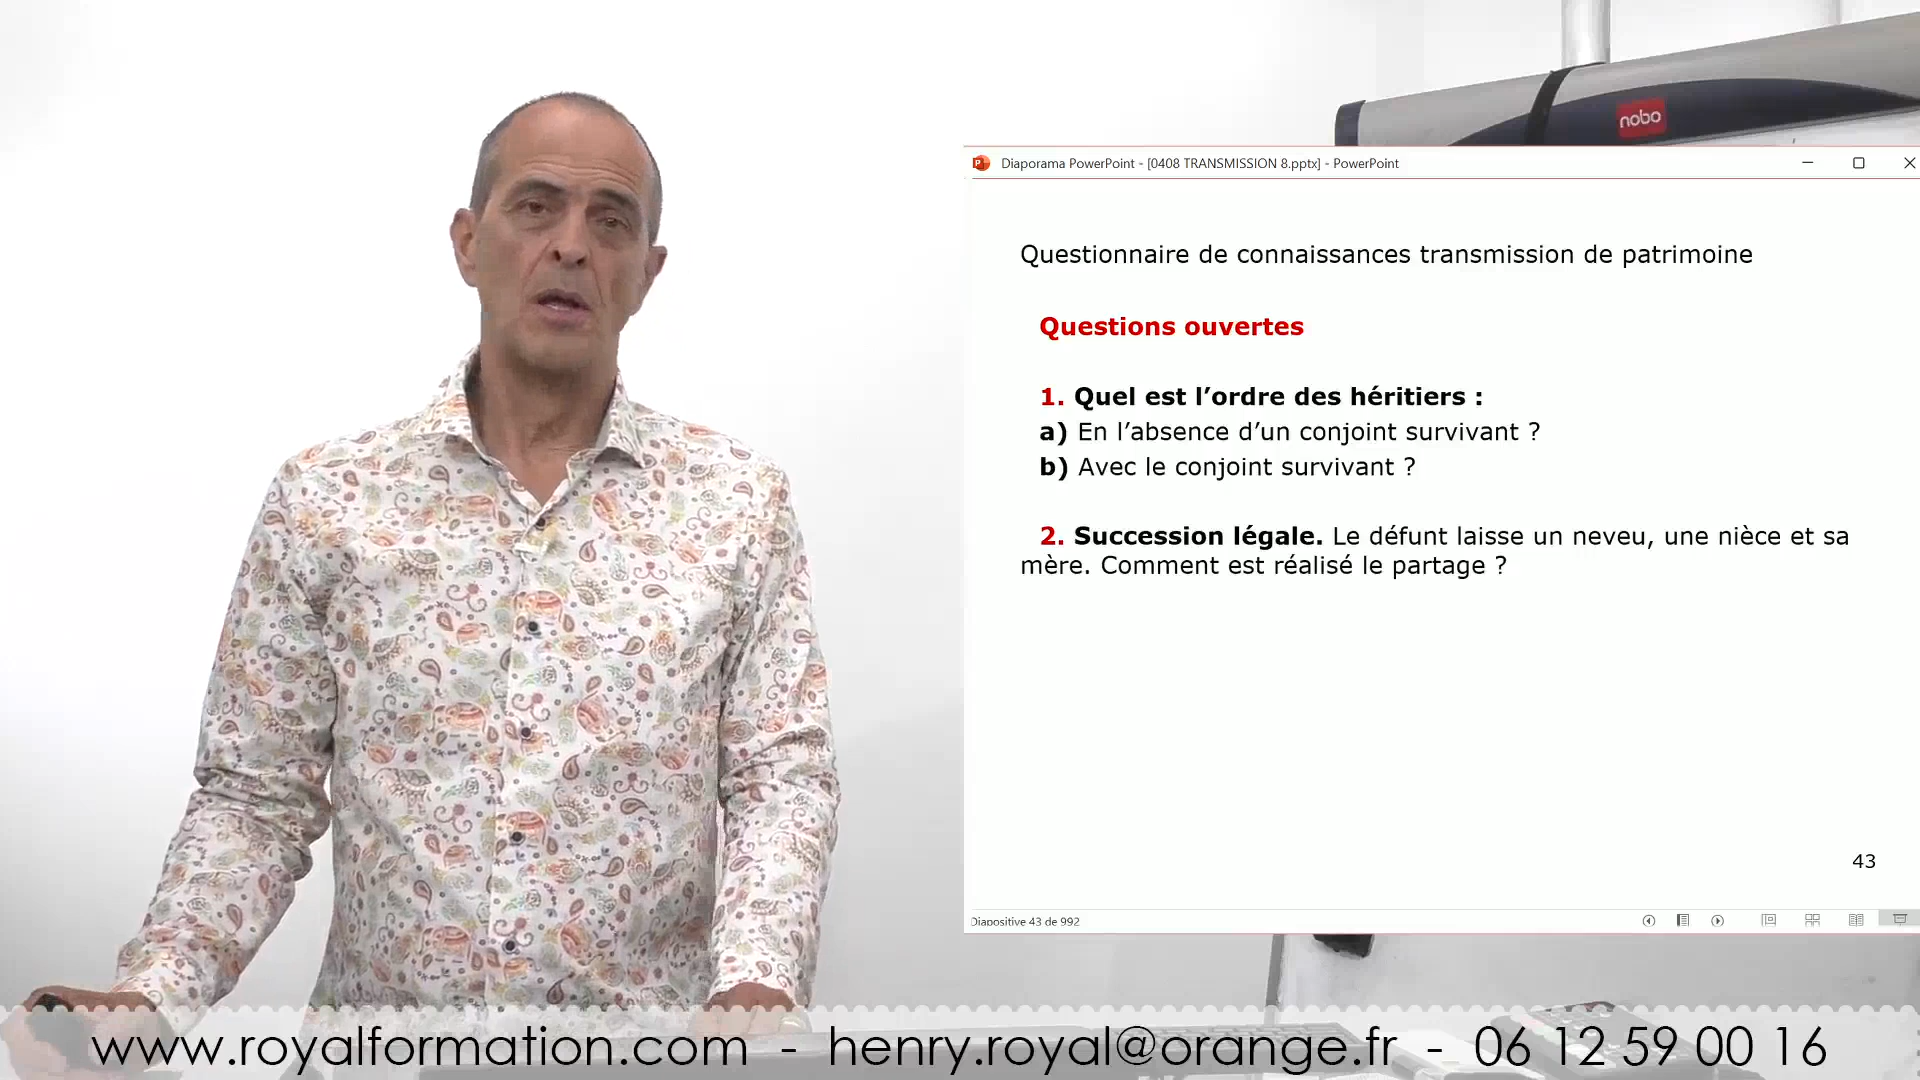 nobo
Diaporama PowerPoint - [0408 TRANSMISSION 8.pptx] - PowerPoint
Questionnaire de connaissances transmission de patrimoine
Questions ouvertes
1. Quel est l’ordre des héritiers :
a) En l’absence d’un conjoint survivant ?
b) Avec le conjoint survivant ?
2. Succession légale. Le défunt laisse un neveu, une nièce et sa
mère. Comment est réalisé le partage ?
43
Diapositive 43 de 992
www.royalformation.com - henry.royal@orange.fr - 06 12 59 00 16